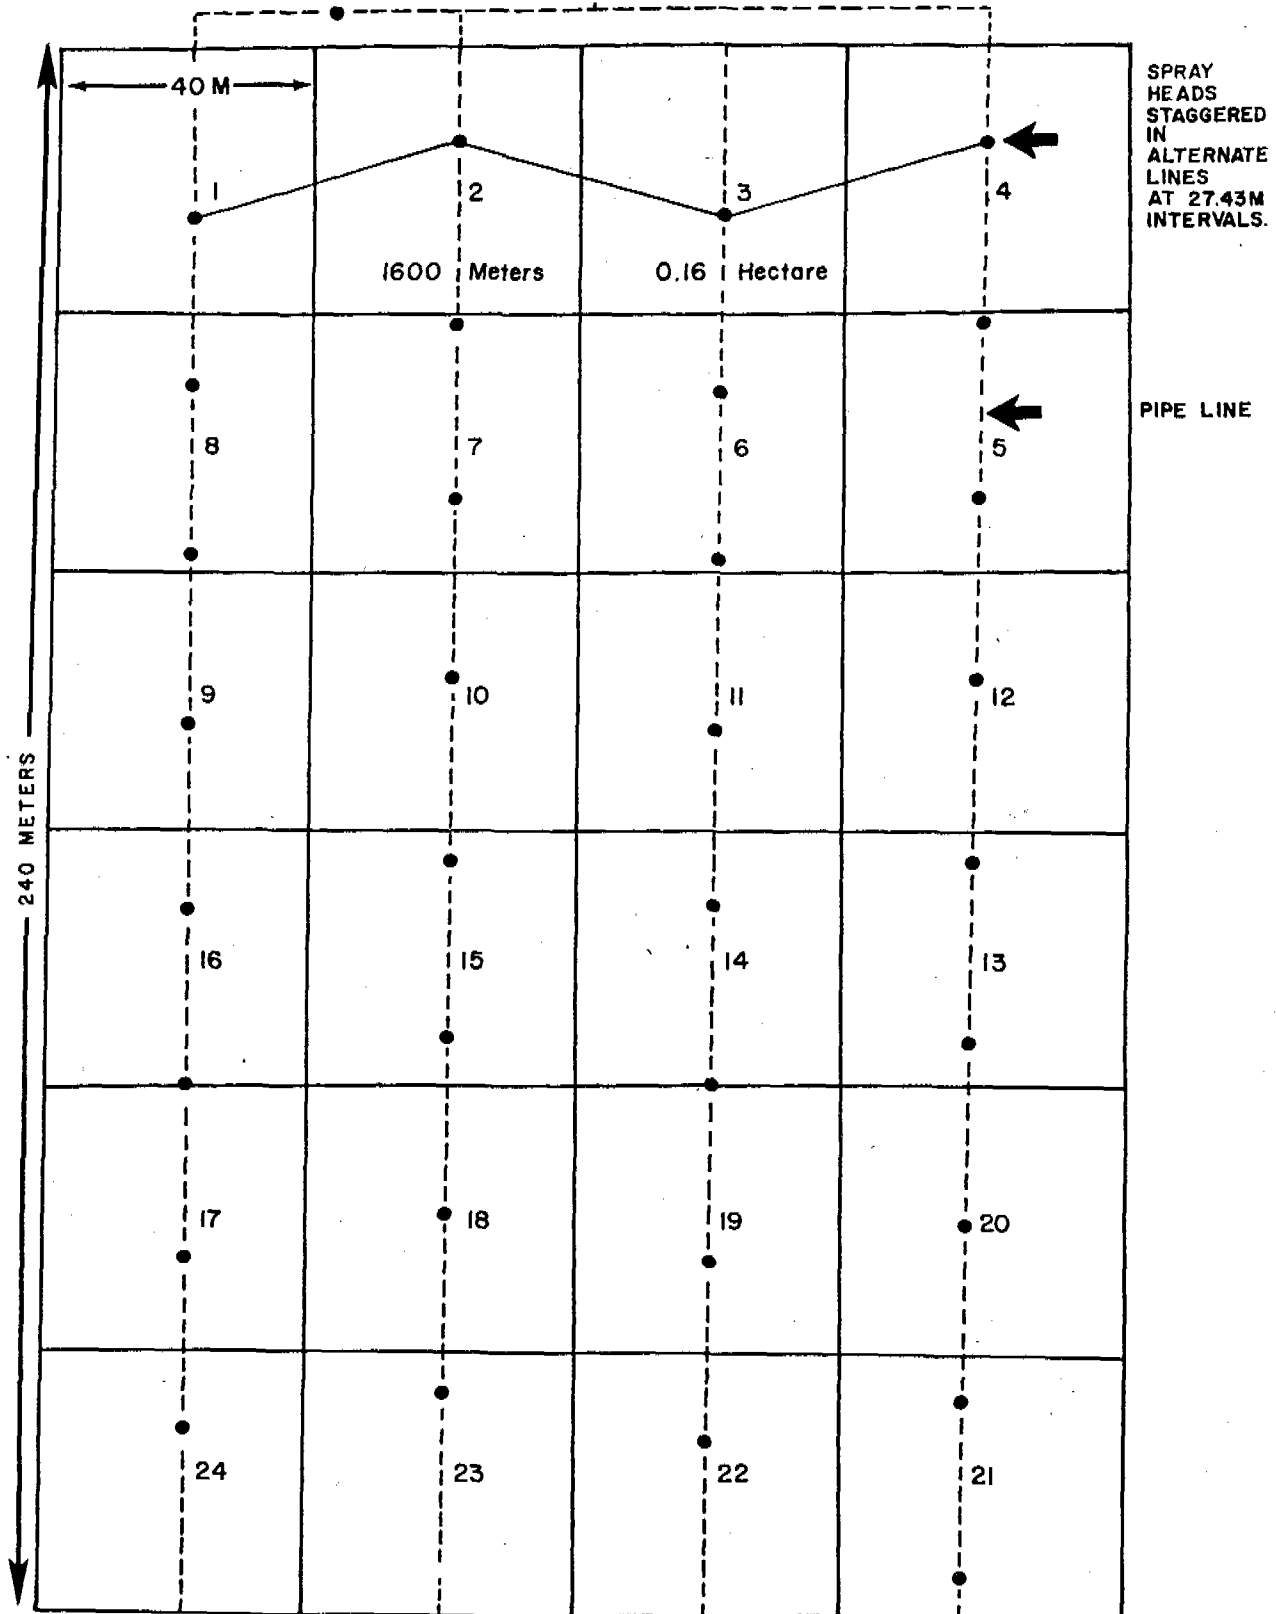 40 M
SPRAY
HEADS
STAGGERED
IN
ALTERNATE
LINES
AT 27.43M
INTERVALS.
1
2
3
4
1600 Meters
0.16 Hectare
PIPE LINE
8
7
6
5
9
10
11
12
240 METERS
16
15
14
13
17
18
19
20
24
23
22
21